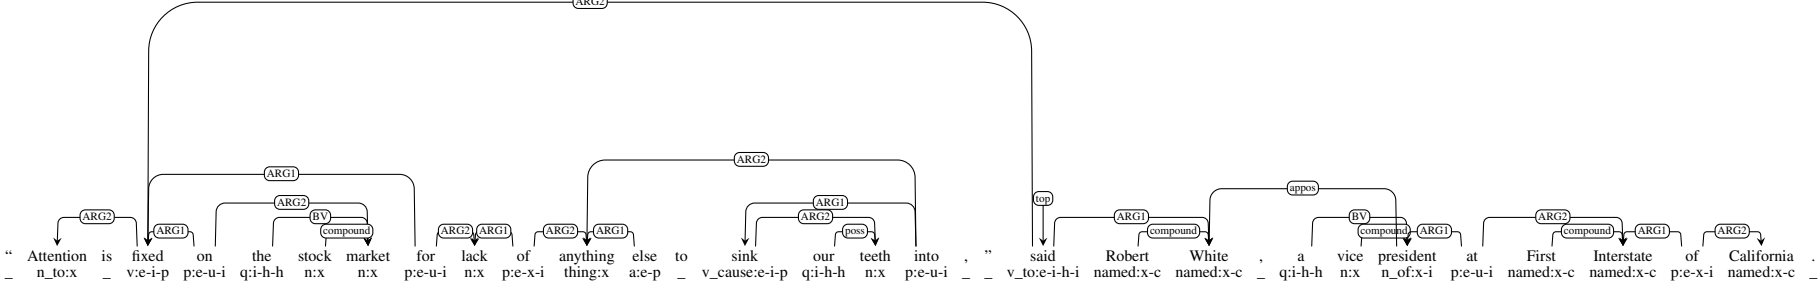 ARG2
ARG2 ARG1
top appos
ARG2 ARG1
ARG2 BV ARG2 ARG1 BV ARG2
ARG1 compound ARG2 ARG1 ARG2 ARG1 poss compound compound ARG1 compound ARG1 ARG2
“ Attention is fixed on the stock market for lack of anything else to sink our teeth into , ” said Robert White , a vice president at First Interstate of California .
_ n_to:x _ v:e-i-p p:e-u-i q:i-h-h n:x n:x p:e-u-i n:x p:e-x-i thing:x a:e-p _ v_cause:e-i-p q:i-h-h n:x p:e-u-i _ _ v_to:e-i-h-i named:x-c named:x-c _ q:i-h-h n:x n_of:x-i p:e-u-i named:x-c named:x-c p:e-x-i named:x-c _